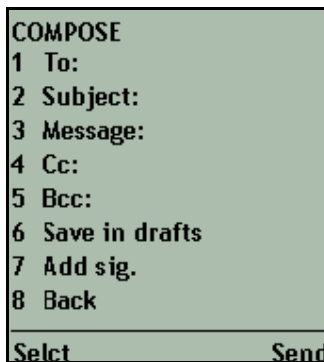 COMPOSE
1 To:
2 Subject:
3 Message:
4 Cc:
5 Bcc:
6 Save in drafts
7 Add sig.
8 Back
Selct Send